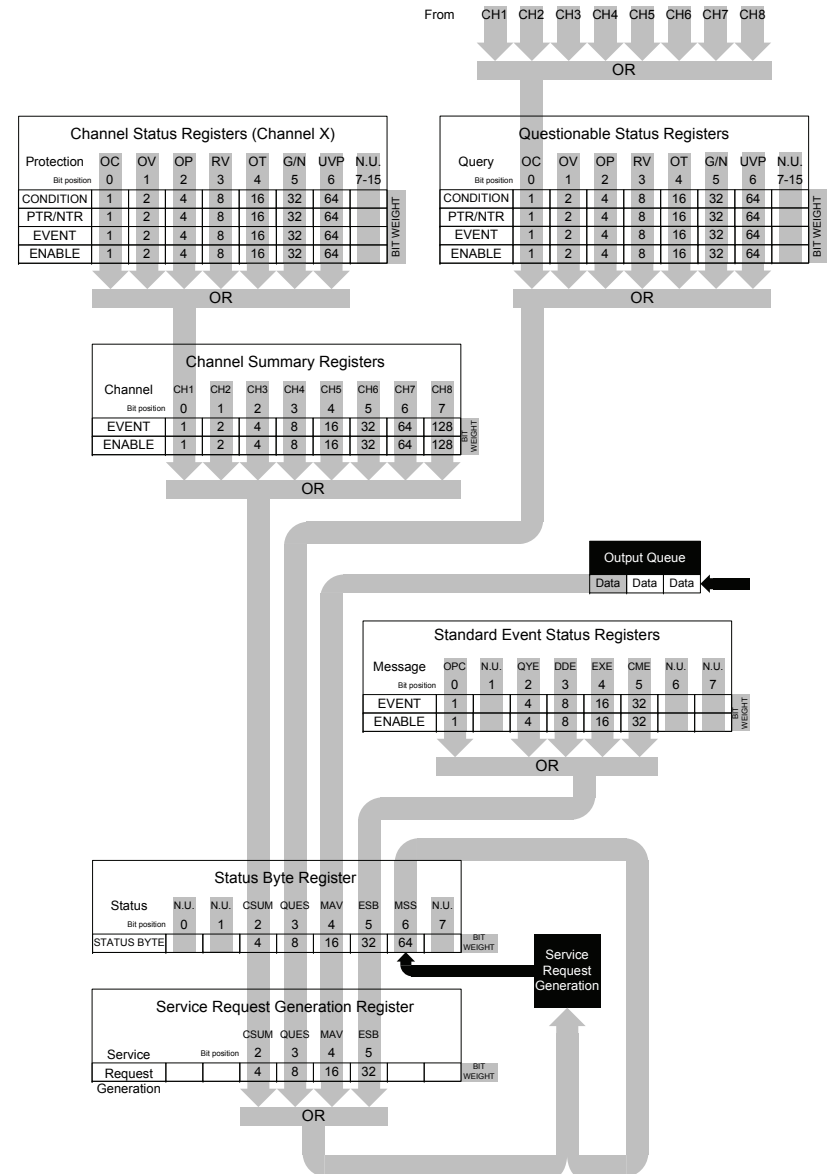 From CH1 CH2 CH3 CH4 CH5 CH6 CH7 CH8
OR
Channel Status Registers (Channel X)
Protection OC OV OP RV OT G/N UVP N.U.
Bit position 0 1 2 3 4 5 6 7-15
CONDITION 1 2 4 8 16 32 64
PTR/NTR 1 2 4 8 16 32 64
EVENT 1 2 4 8 16 32 64
ENABLE 1 2 4 8 16 32 64
BIT WEIGHT
OR
Questionable Status Registers
Query OC OV OP RV OT G/N UVP N.U.
Bit position 0 1 2 3 4 5 6 7-15
CONDITION 1 2 4 8 16 32 64
PTR/NTR 1 2 4 8 16 32 64
EVENT 1 2 4 8 16 32 64
ENABLE 1 2 4 8 16 32 64
BIT WEIGHT
OR
Channel Summary Registers
Channel CH1 CH2 CH3 CH4 CH5 CH6 CH7 CH8
Bit position 0 1 2 3 4 5 6 7
EVENT 1 2 4 8 16 32 64 128
ENABLE 1 2 4 8 16 32 64 128
BIT
WEIGHT
OR
Output Queue
Data Data Data
Standard Event Status Registers
Message OPC N.U. QYE DDE EXE CME N.U. N.U.
Bit position 0 1 2 3 4 5 6 7
EVENT 1 4 8 16 32
ENABLE 1 4 8 16 32
BIT
WEIGHT
OR
Status Byte Register
Status N.U. N.U. CSUM QUES MAV ESB MSS N.U.
Bit position 0 1 2 3 4 5 6 7
STATUS BYTE 4 8 16 32 64
BIT
WEIGHT
Service
Request
Generation
Service Request Generation Register
CSUM QUES MAV ESB
Service Bit position 2 3 4 5
Request 4 8 16 32
Generation
BIT
WEIGHT
OR